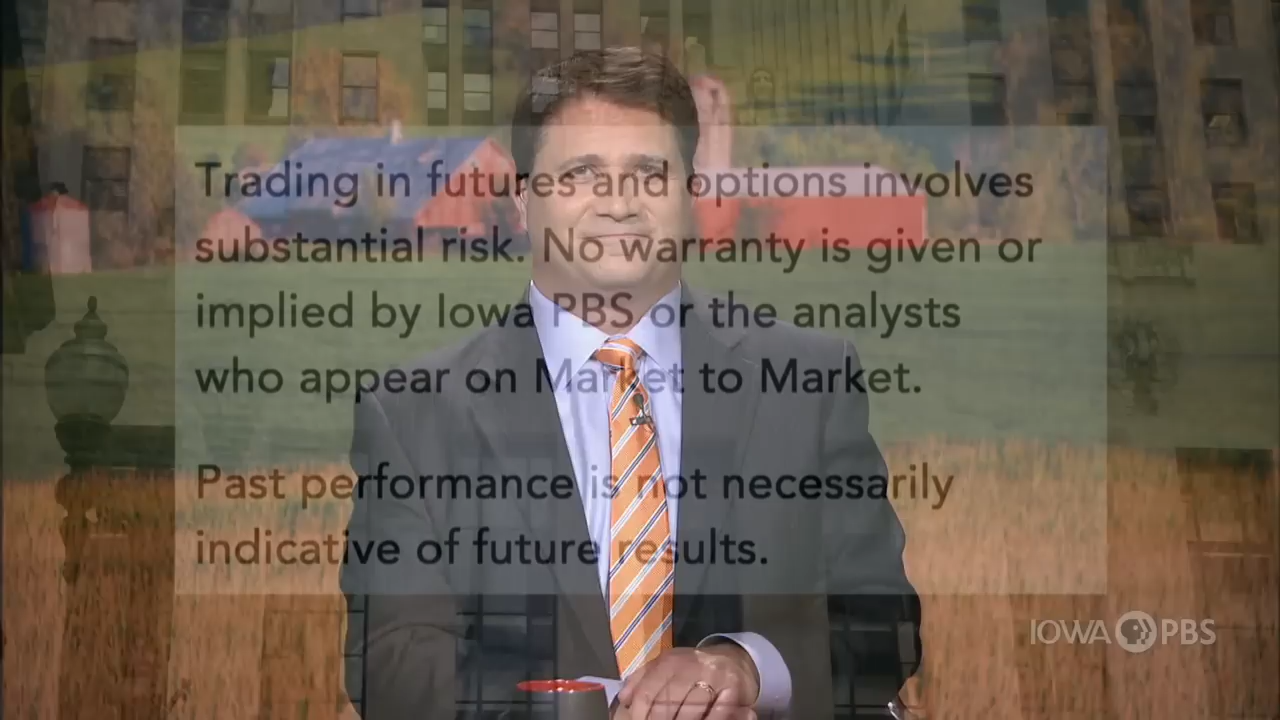 Trading in futures and options involves
substantial risk. No warranty is given or
implied by Iowa PBS or the analysts
who appear on Market to Market.
Past performance is not necessarily
indicative of future results.
IOWA PBS